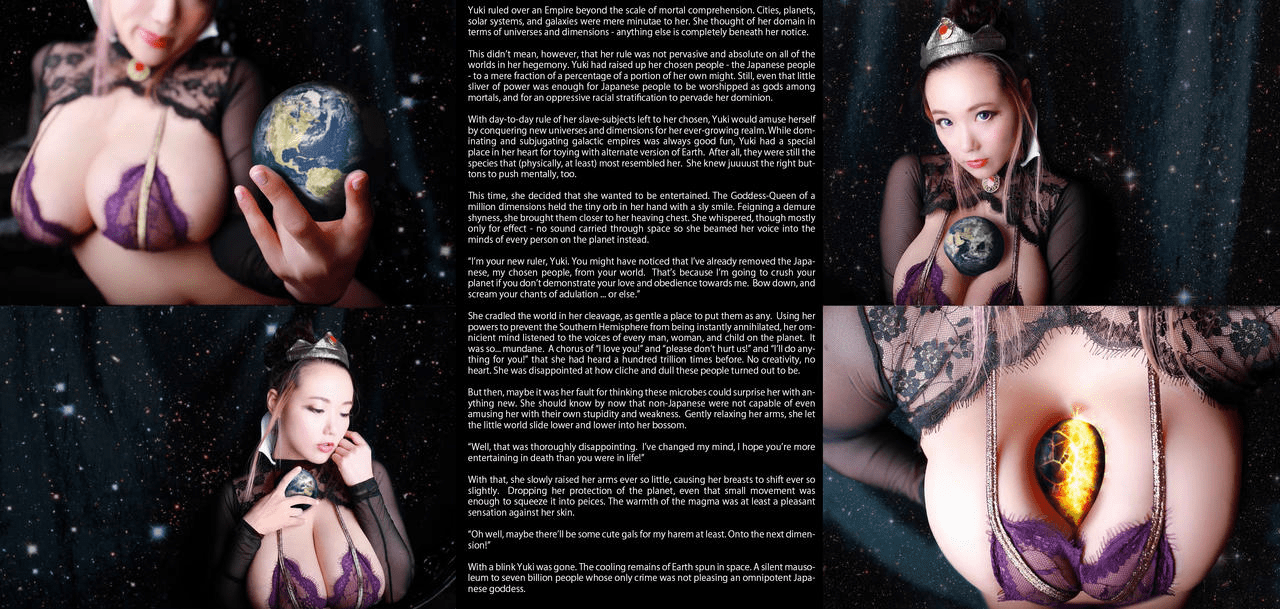 Yuki ruled over an Empire beyond the scale of mortal comprehension. Cities, planets,
solar systems, and galaxies were mere minutae to her. She thought of her domain in
terms of universes and dimensions - anything else is completely beneath her notice.
This didn't mean, however, that her rule was not pervasive and absolute on all of the
worlds in her hegemony. Yuki had raised up her chosen people - the Japanese people
- to a mere fraction of a percentage of a portion of her own might. Still, even that little
sliver of power was enough for Japanese people to be worshipped as gods among
mortals, and for an oppressive racial stratification to pervade her dominion.
With day-to-day rule of her slave-subjects left to her chosen, Yuki would amuse herself
by conquering new universes and dimensions for her ever-growing realm. While dom-
inating and subjugating galactic empires was always good fun, Yuki had a special
place in her heart for toying with alternate version of Earth. After all, they were still the
species that (physically, at least) most resembled her. She knew juuuust the right but-
tons to push mentally, too.
This time, she decided that she wanted to be entertained. The Goddess-Queen of a
million dimensions held the tiny orb in her hand with a sly smile. Feigning a demure
shyness, she brought them closer to her heaving chest. She whispered, though mostly
only for effect - no sound carried through space so she beamed her voice into the
minds of every person on the planet instead.
"I'm your new ruler, Yuki. You might have noticed that I've already removed the Japa-
nese, my chosen people, from your world. That's because I'm going to crush your
planet if you don't demonstrate your love and obedience towards me. Bow down, and
scream your chants of adulation ... or else."
She cradled the world in her cleavage, as gentle a place to put them as any. Using her
powers to prevent the Southern Hemisphere from being instantly annihilated, her om-
nicient mind listened to the voices of every man, woman, and child on the planet. It
was so... mundane. A chorus of "I love you!" and "please don't hurt us!" and "I'll do any-
thing for you!" that she had heard a hundred trillion times before. No creativity, no
heart. She was disappointed at how cliche and dull these people turned out to be.
But then, maybe it was her fault for thinking these microbes could surprise her with an-
ything new. She should know by now that non-Japanese were not capable of even
amusing her with their own stupidity and weakness. Gently relaxing her arms, she let
the little world slide lower and lower into her bossom.
"Well, that was thoroughly disappointing. I've changed my mind, I hope you're more
entertaining in death than you were in life!"
With that, she slowly raised her arms ever so little, causing her breasts to shift ever so
slightly. Dropping her protection of the planet, even that small movement was
enough to squeeze it into peices. The warmth of the magma was at least a pleasant
sensation against her skin.
"Oh well, maybe there'll be some cute gals for my harem at least. Onto the next dimen-
sion!"
With a blink Yuki was gone. The cooling remains of Earth spun in space. A silent mauso-
leum to seven billion people whose only crime was not pleasing an omnipotent Japa-
nese goddess.